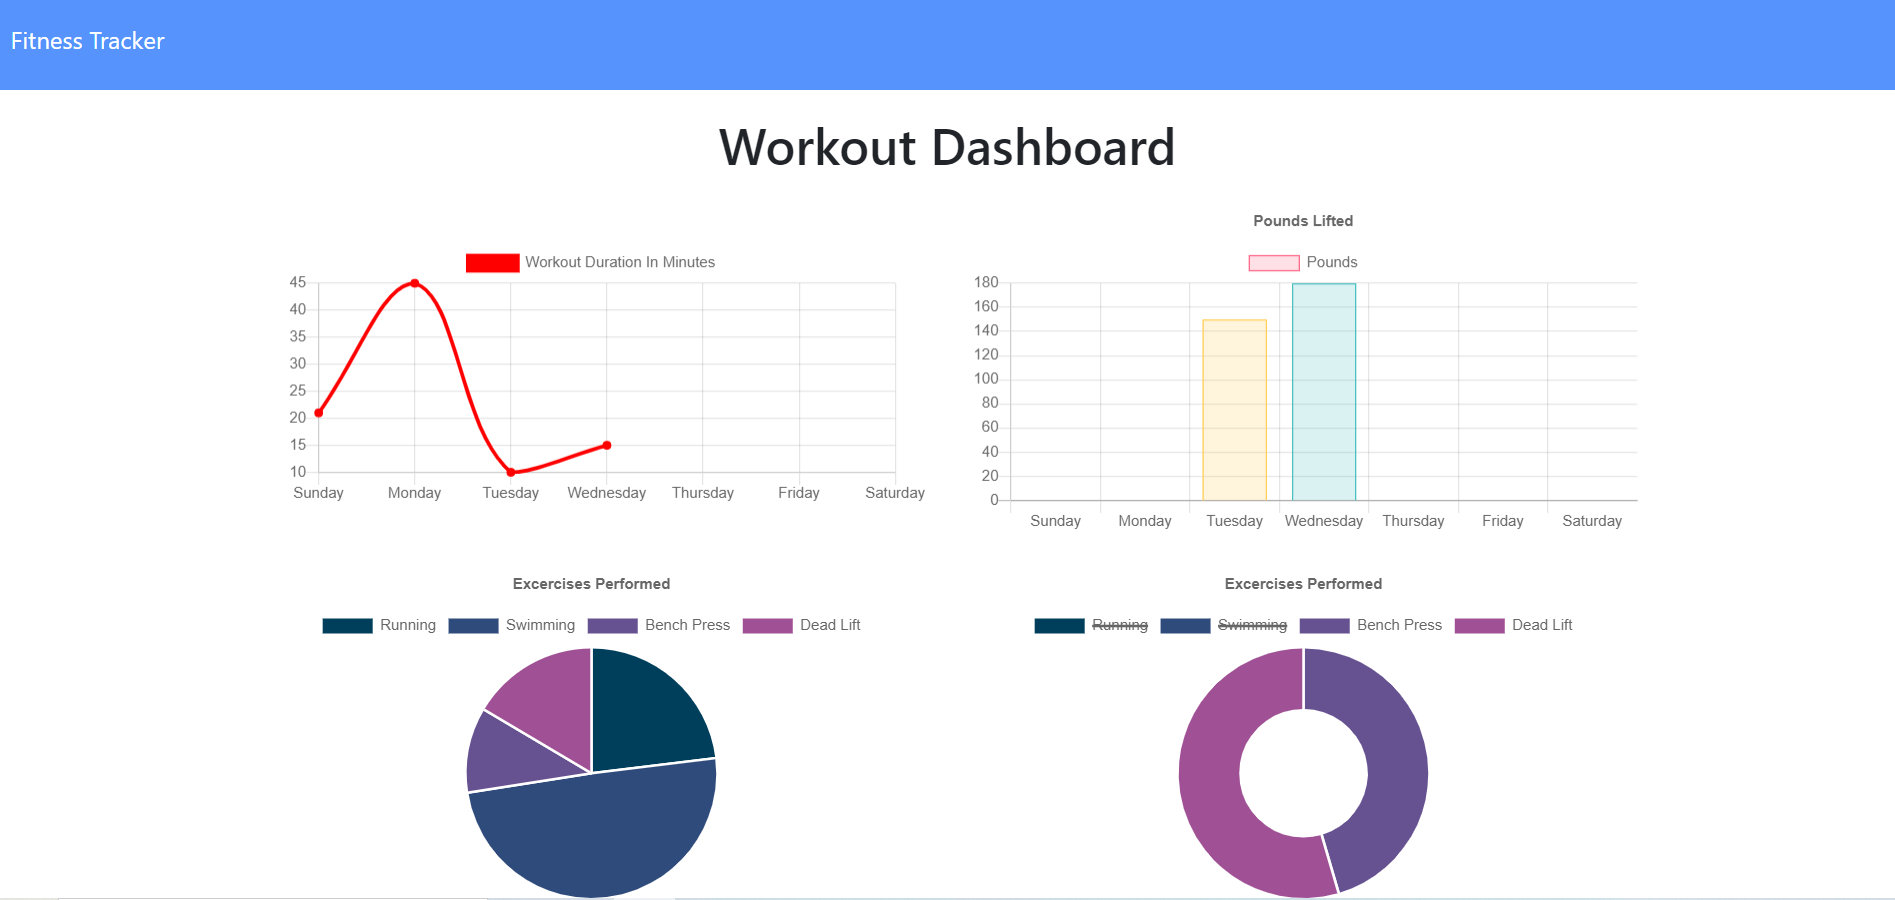 Fitness Tracker
Workout Dashboard
Workout Duration In Minutes
45
40
35
30
25
20
15
10
Sunday Monday Tuesday Wednesday Thursday Friday Saturday
Pounds Lifted
Pounds
180
160
140
120
100
80
60
40
20
0
Sunday Monday Tuesday Wednesday Thursday Friday Saturday
Excercises Performed
Running Swimming Bench Press Dead Lift
Excercises Performed
Running Swimming Bench Press Dead Lift